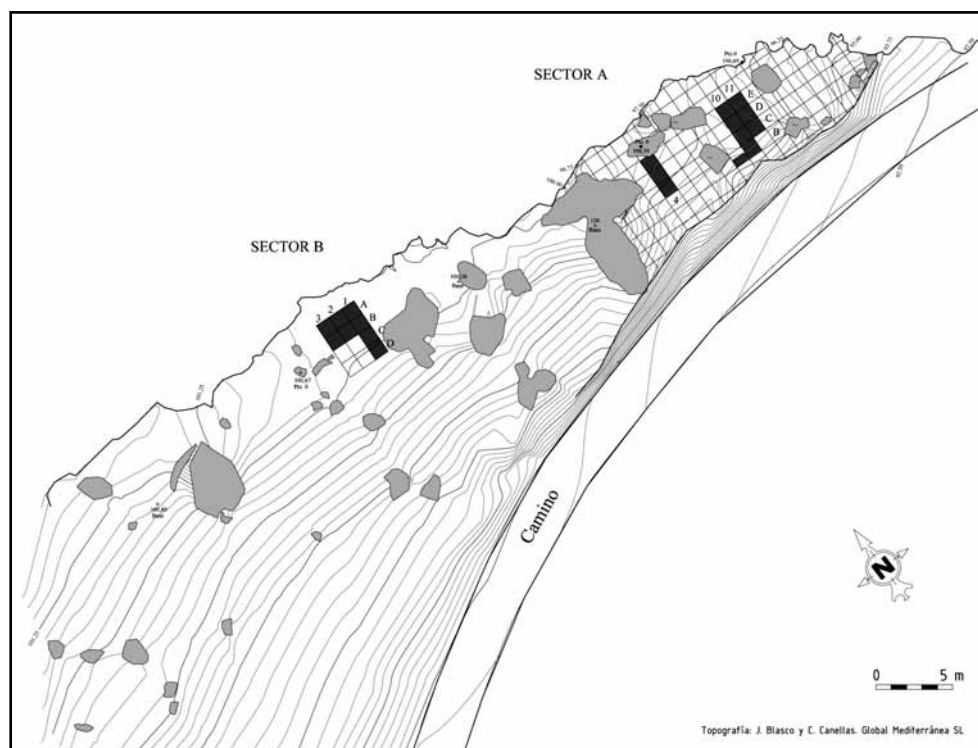 SECTOR A
11
10
E
D
C
B
4
SECTOR B
1
2
3
A
B
C
D
Camino
N
0 5 m
Topografía: J. Blasco y C. Canellas. Global Mediterránea SL